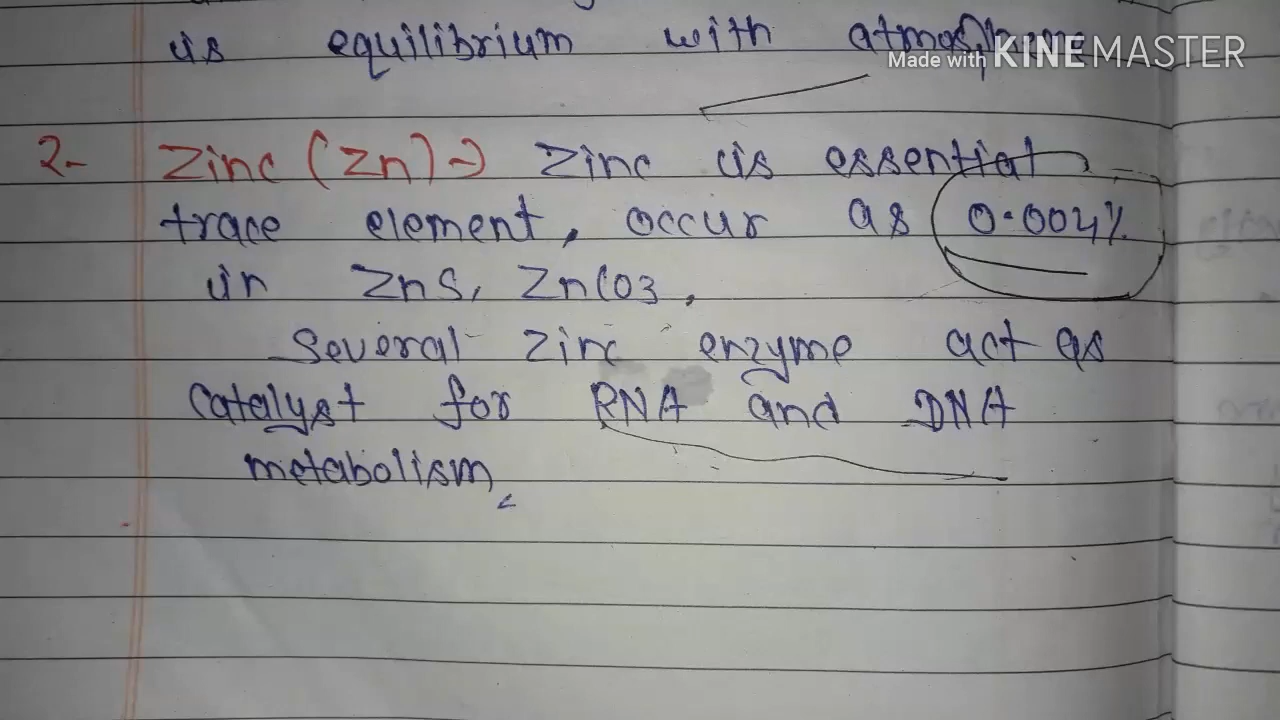 is equilibrium with atmosphere
Made with KINEMASTER
2- Zinc (Zn) → Zinc is essential
trace element, occur as 0.004%
in ZnS, ZnCO3,
Several zinc enzyme act as
catalyst for RNA and DNA
metabolism,